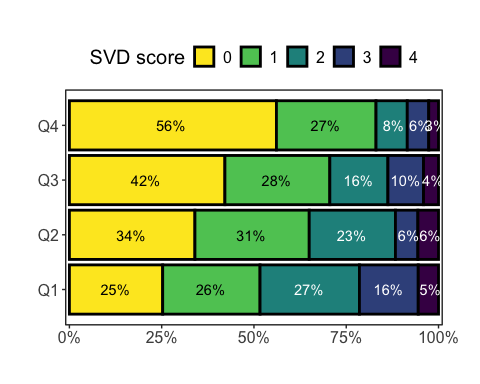 SVD score 0 1 2 3 4
Q4 56% 27% 8% 6% 3%
Q3 42% 28% 16% 10% 4%
Q2 34% 31% 23% 6% 6%
Q1 25% 26% 27% 16% 5%
0% 25% 50% 75% 100%